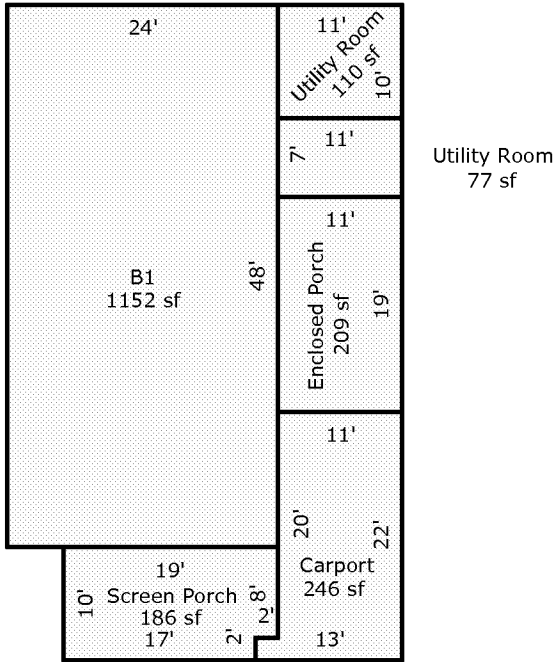 24'
11'
Utility Room
110 sf
10'
11'
7'
Utility Room
77 sf
B1
1152 sf
48'
11'
Enclosed Porch
209 sf
19'
11'
20'
22'
Carport
246 sf
13'
19'
10'
Screen Porch
186 sf
8'
2'
17'
2'